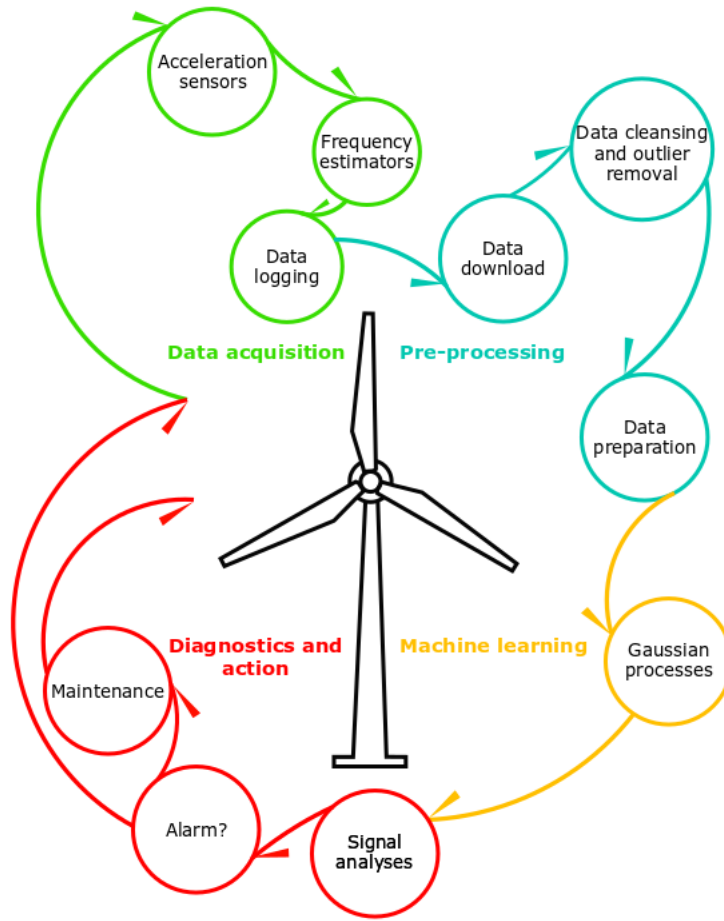 Acceleration
sensors
Frequency
estimators
Data
logging
Data
download
Data cleansing
and outlier
removal
Data
preparation
Data acquisition
Pre-processing
Gaussian
processes
Machine learning
Signal
analyses
Alarm?
Maintenance
Diagnostics and
action